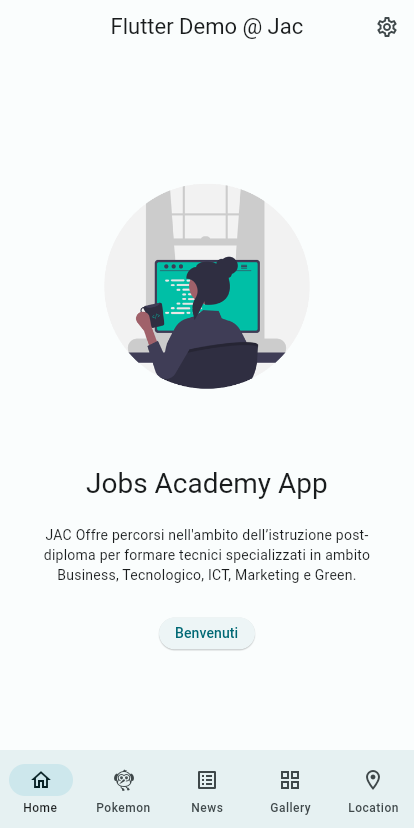 Flutter Demo @ Jac
Jobs Academy App
JAC Offre percorsi nell'ambito dell’istruzione post-
diploma per formare tecnici specializzati in ambito
Business, Tecnologico, ICT, Marketing e Green.
Benvenuti
Home
Pokemon
News
Gallery
Location